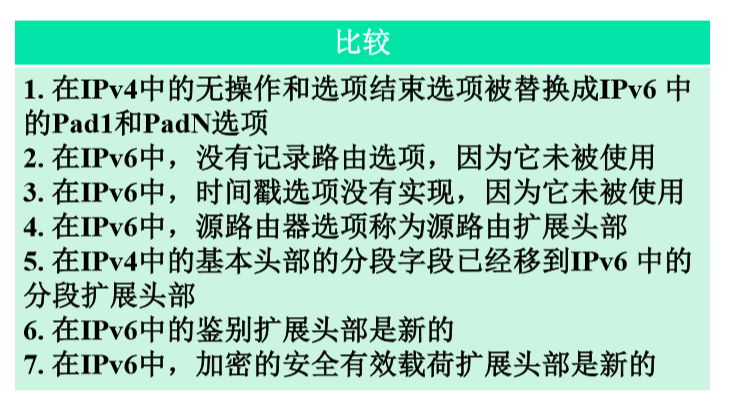 比较
1. 在IPv4中的无操作和选项结束选项被替换成IPv6 中
的Pad1和PadN选项
2. 在IPv6中，没有记录路由选项，因为它未被使用
3. 在IPv6中，时间戳选项没有实现，因为它未被使用
4. 在IPv6中，源路由器选项称为源路由扩展头部
5. 在IPv4中的基本头部的分段字段已经移到IPv6 中的
分段扩展头部
6. 在IPv6中的鉴别扩展头部是新的
7. 在IPv6中，加密的安全有效载荷扩展头部是新的